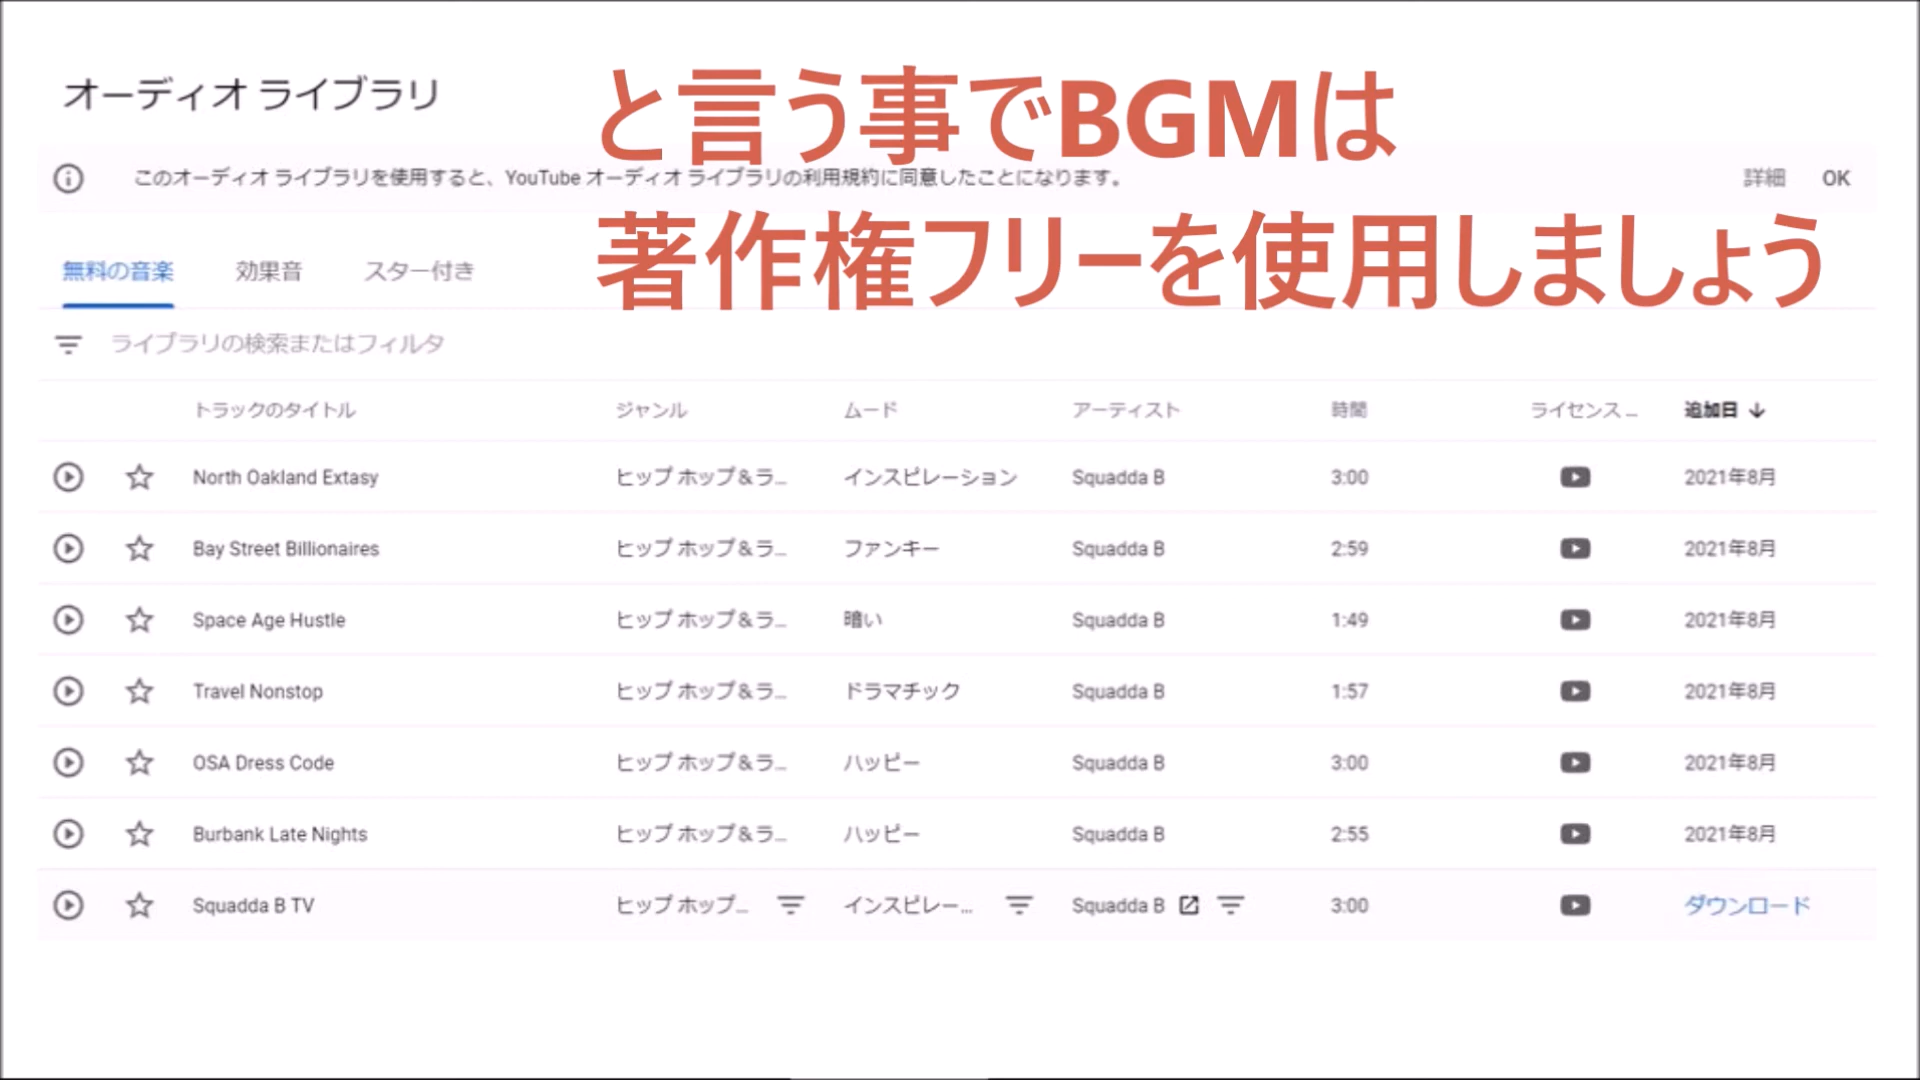 オーディオ ライブラリ
と言う事でBGMは
このオーディオ ライブラリを使用すると、YouTube オーディオ ライブラリの利用規約に同意したことになります。 詳細 OK
著作権フリーを使用しましょう
無料の音楽 効果音 スター付き
ライブラリの検索またはフィルタ
トラックのタイトル ジャンル ムード アーティスト 時間 ライセンス... 追加日
North Oakland Extasy ヒップ ホップ＆ラ... インスピレーション Squadda B 3:00 2021年8月
Bay Street Billionaires ヒップ ホップ＆ラ... ファンキー Squadda B 2:59 2021年8月
Space Age Hustle ヒップ ホップ＆ラ... 暗い Squadda B 1:49 2021年8月
Travel Nonstop ヒップ ホップ＆ラ... ドラマチック Squadda B 1:57 2021年8月
OSA Dress Code ヒップ ホップ＆ラ... ハッピー Squadda B 3:00 2021年8月
Burbank Late Nights ヒップ ホップ＆ラ... ハッピー Squadda B 2:55 2021年8月
Squadda B TV ヒップ ホップ... インスピレー... Squadda B 3:00 ダウンロード